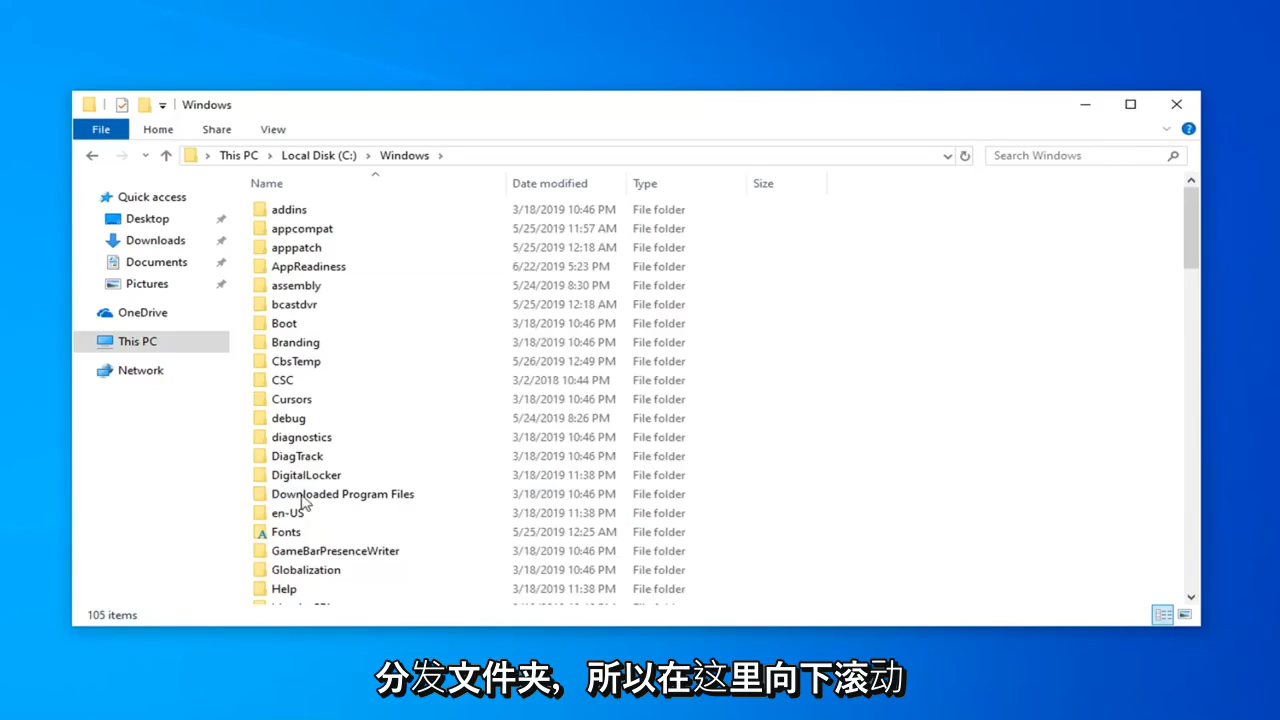 Windows
File Home Share View
This PC Local Disk (C:) Windows Search Windows
Name Date modified Type Size
Quick access
Desktop
Downloads
Documents
Pictures
OneDrive
This PC
Network
addins 3/18/2019 10:46 PM File folder
appcompat 5/25/2019 11:57 AM File folder
apppatch 5/25/2019 12:18 AM File folder
AppReadiness 6/22/2019 5:23 PM File folder
assembly 5/24/2019 8:30 PM File folder
bcastdvr 5/25/2019 12:18 AM File folder
Boot 3/18/2019 10:46 PM File folder
Branding 3/18/2019 10:46 PM File folder
CbsTemp 5/26/2019 12:49 PM File folder
CSC 3/2/2018 10:44 PM File folder
Cursors 3/18/2019 10:46 PM File folder
debug 5/24/2019 8:26 PM File folder
diagnostics 3/18/2019 10:46 PM File folder
DiagTrack 3/18/2019 10:46 PM File folder
DigitalLocker 3/18/2019 11:38 PM File folder
Downloaded Program Files 3/18/2019 10:46 PM File folder
en-US 3/18/2019 11:38 PM File folder
Fonts 5/25/2019 12:25 AM File folder
GameBarPresenceWriter 3/18/2019 10:46 PM File folder
Globalization 3/18/2019 10:46 PM File folder
Help 3/18/2019 11:38 PM File folder
105 items
分发文件夹，所以在这里向下滚动